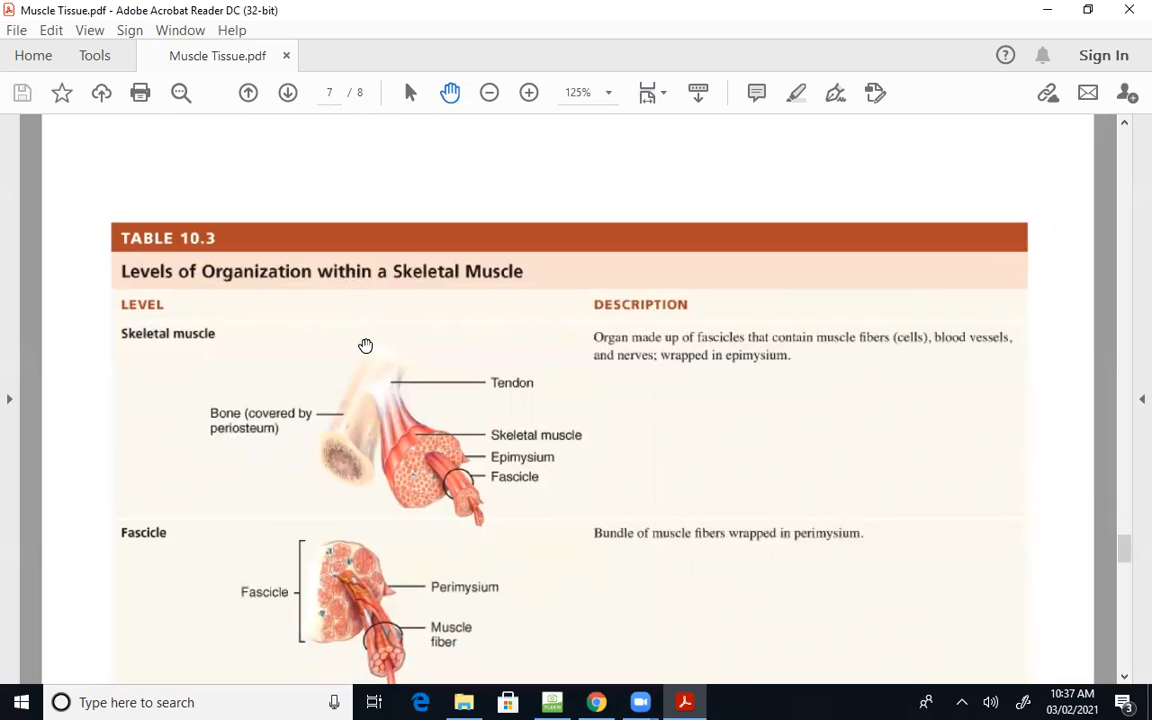 Muscle Tissue.pdf - Adobe Acrobat Reader DC (32-bit)
File Edit View Sign Window Help
Home Tools Muscle Tissue.pdf × Sign In
7 / 8 125%
TABLE 10.3
Levels of Organization within a Skeletal Muscle
LEVEL DESCRIPTION
Skeletal muscle
Organ made up of fascicles that contain muscle fibers (cells), blood vessels,
and nerves; wrapped in epimysium.
Tendon
Bone (covered by
periosteum)
Skeletal muscle
Epimysium
Fascicle
Fascicle
Bundle of muscle fibers wrapped in perimysium.
Fascicle
Perimysium
Muscle
fiber
Type here to search
10:37 AM
03/02/2021
3